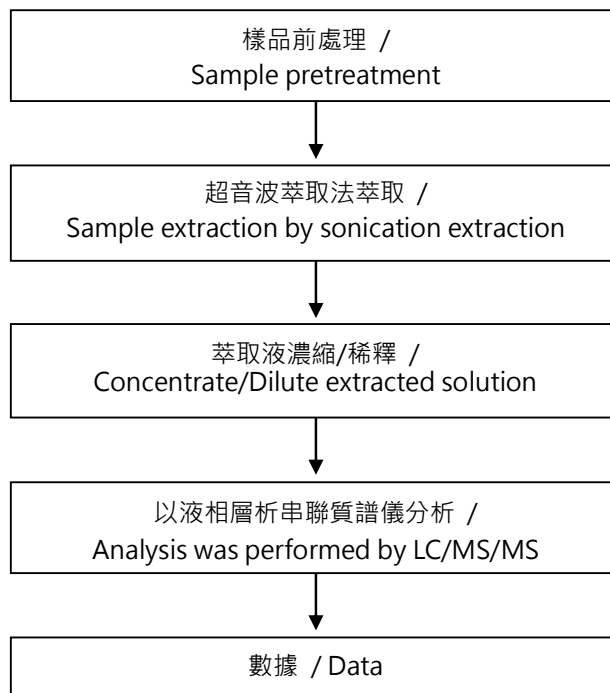 樣品前處理 /
Sample pretreatment
超音波萃取法萃取 /
Sample extraction by sonication extraction
萃取液濃縮/稀釋 /
Concentrate/Dilute extracted solution
以液相層析串聯質譜儀分析 /
Analysis was performed by LC/MS/MS
數據 / Data